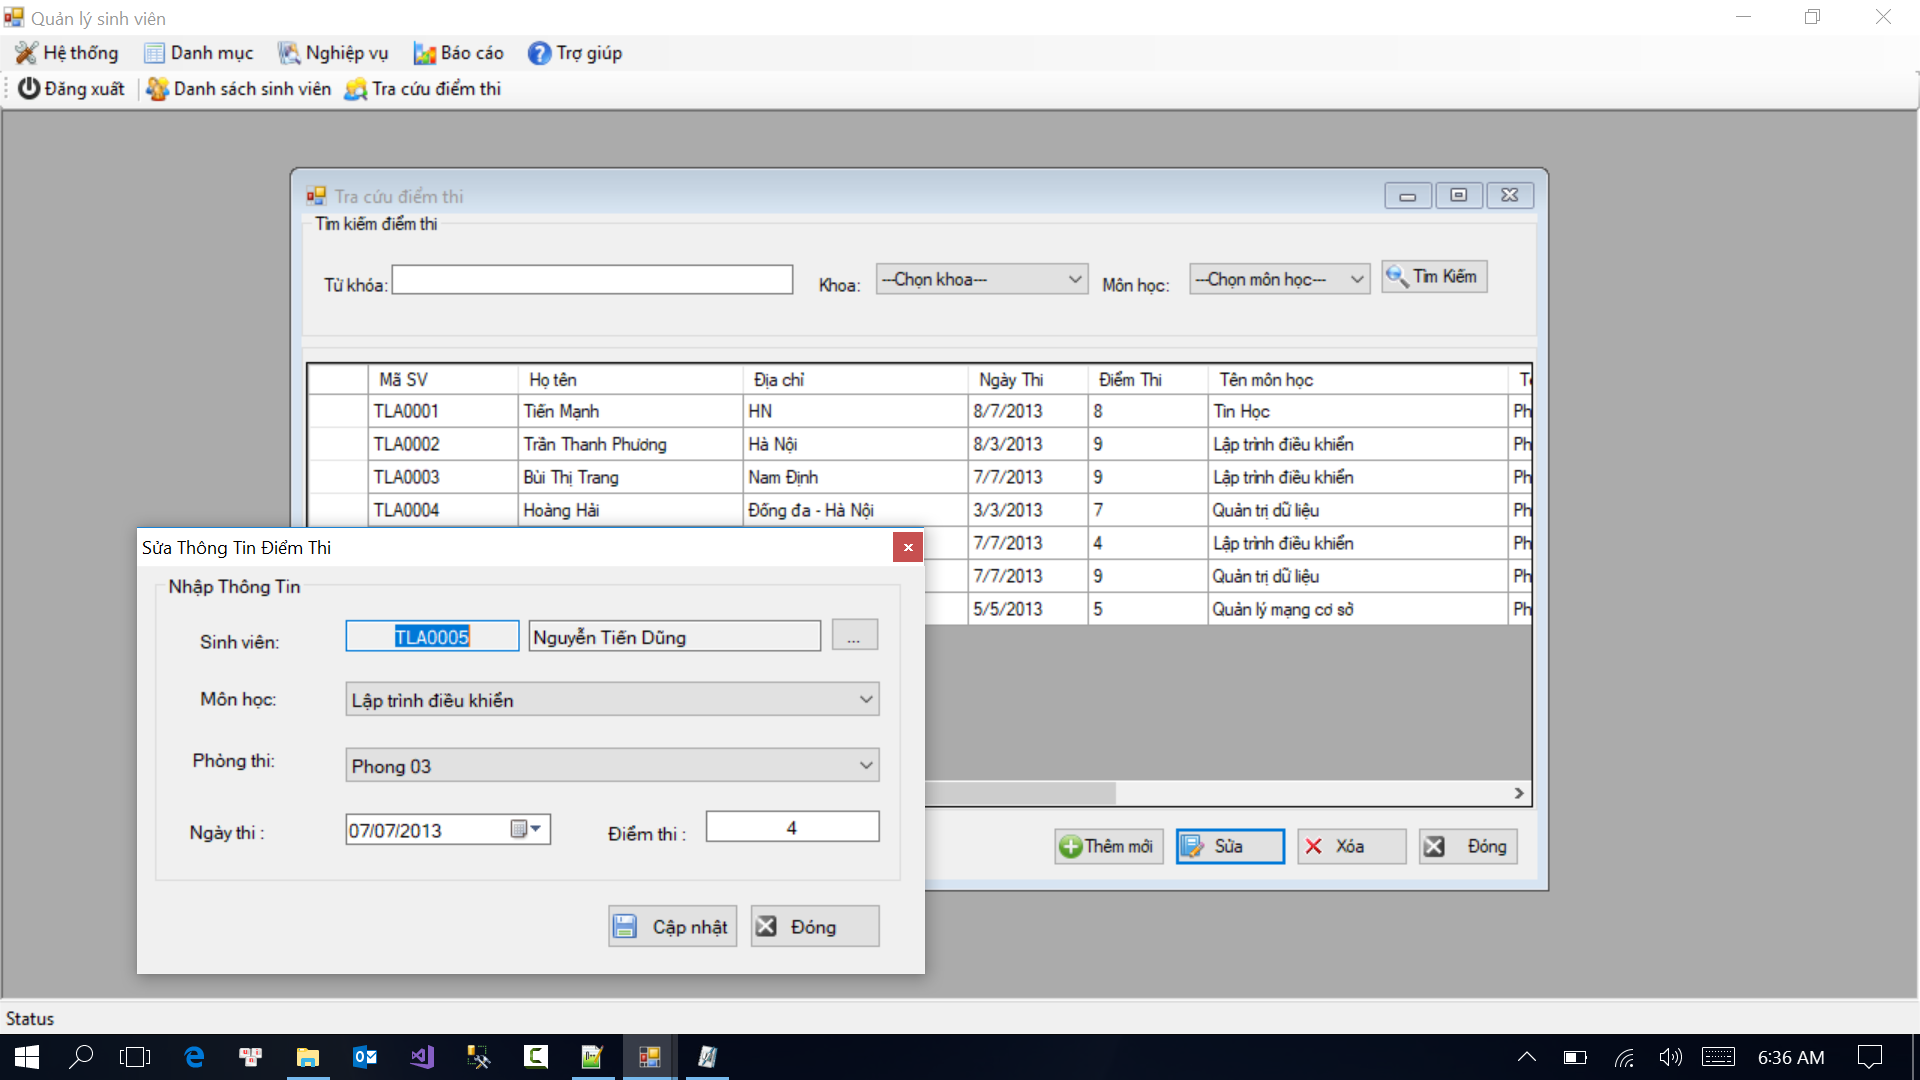 Quản lý sinh viên
Hệ thống Danh mục Nghiệp vụ Báo cáo Trợ giúp
Đăng xuất Danh sách sinh viên Tra cứu điểm thi
Tra cứu điểm thi
Tìm kiếm điểm thi
Từ khóa: Khoa: ---Chọn khoa--- Môn học: ---Chọn môn học--- Tìm Kiếm
Mã SV Họ tên Địa chỉ Ngày Thi Điểm Thi Tên môn học
TLA0001 Tiến Mạnh HN 8/7/2013 8 Tin Học Ph
TLA0002 Trần Thanh Phương Hà Nội 8/3/2013 9 Lập trình điều khiển Ph
TLA0003 Bùi Thị Trang Nam Định 7/7/2013 9 Lập trình điều khiển Ph
TLA0004 Hoàng Hải Đống đa - Hà Nội 3/3/2013 7 Quản trị dữ liệu Ph
7/7/2013 4 Lập trình điều khiển Ph
7/7/2013 9 Quản trị dữ liệu Ph
5/5/2013 5 Quản lý mạng cơ sở Ph
Thêm mới Sửa Xóa Đóng
Sửa Thông Tin Điểm Thi
Nhập Thông Tin
Sinh viên: TLA0005 Nguyễn Tiến Dũng ...
Môn học: Lập trình điều khiển
Phòng thi: Phong 03
Ngày thi : 07/07/2013 Điểm thi : 4
Cập nhật Đóng
Status
6:36 AM